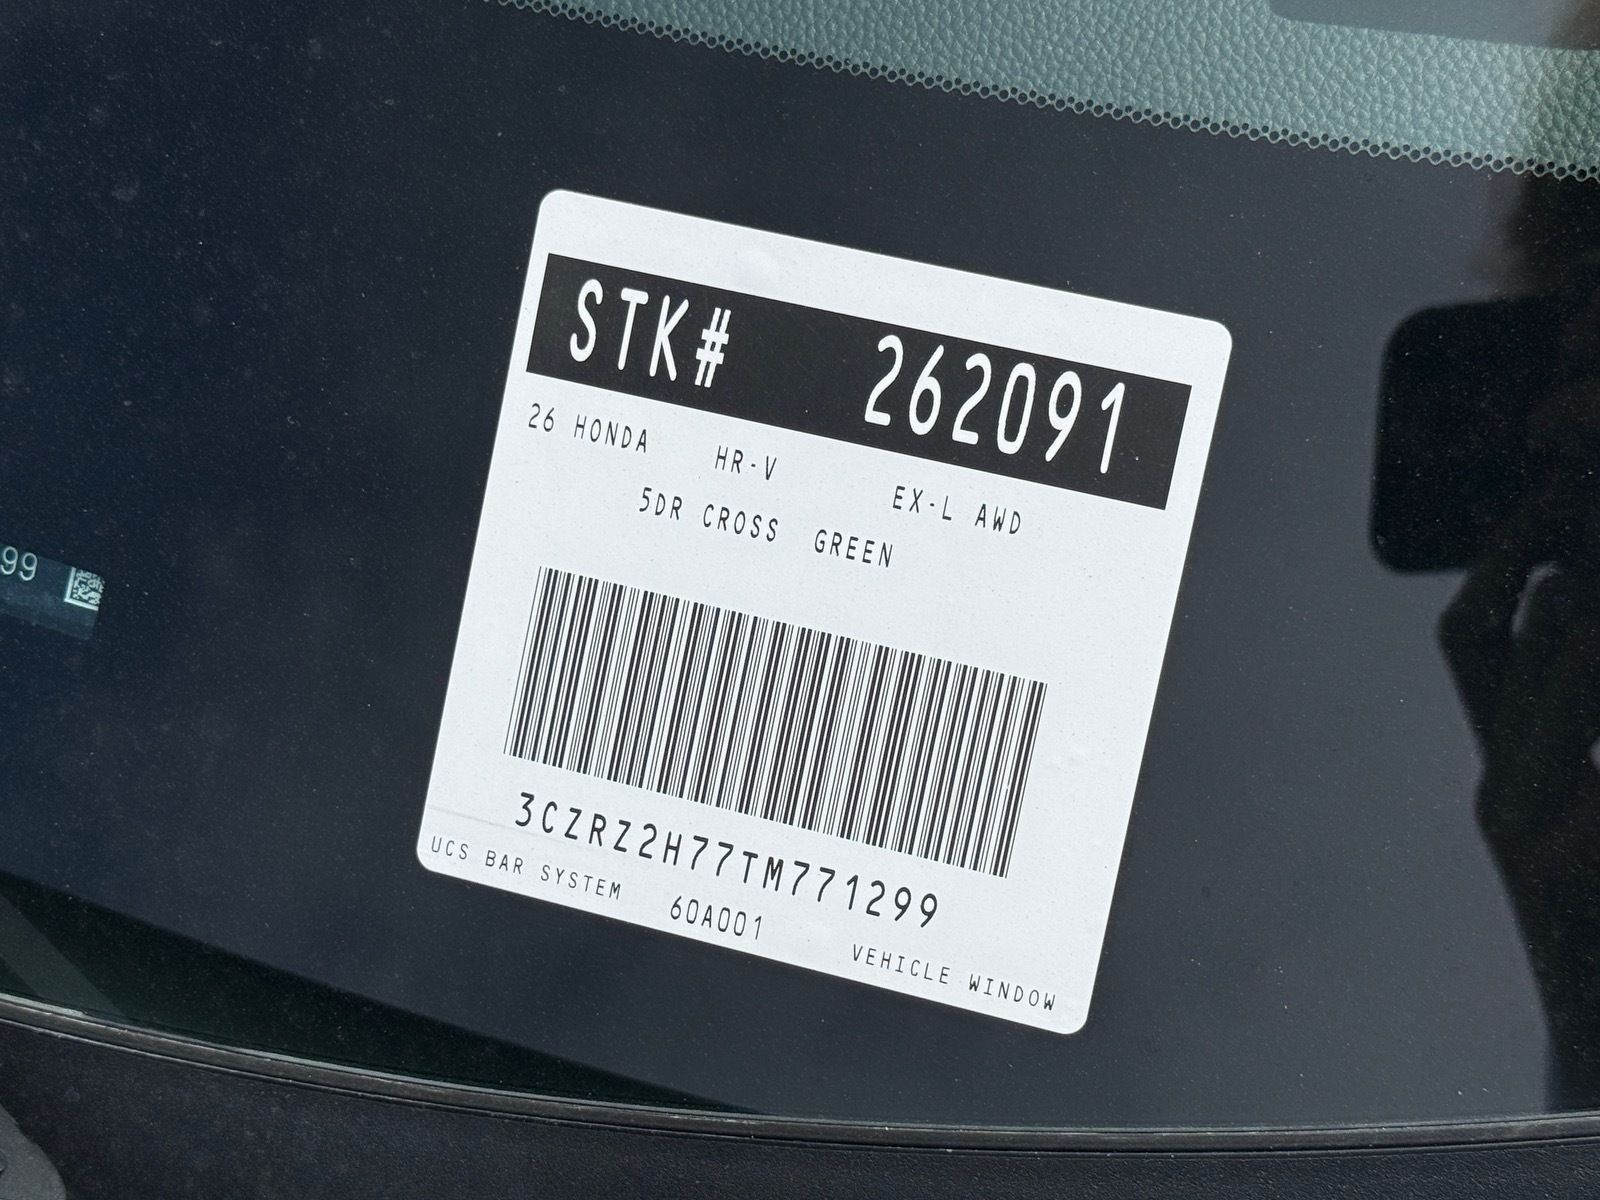 STK# 262091
26 HONDA HR-V EX-L AWD
5DR CROSS GREEN
3CZRZ2H77TM771299
UCS BAR SYSTEM 60A001 VEHICLE WINDOW
99